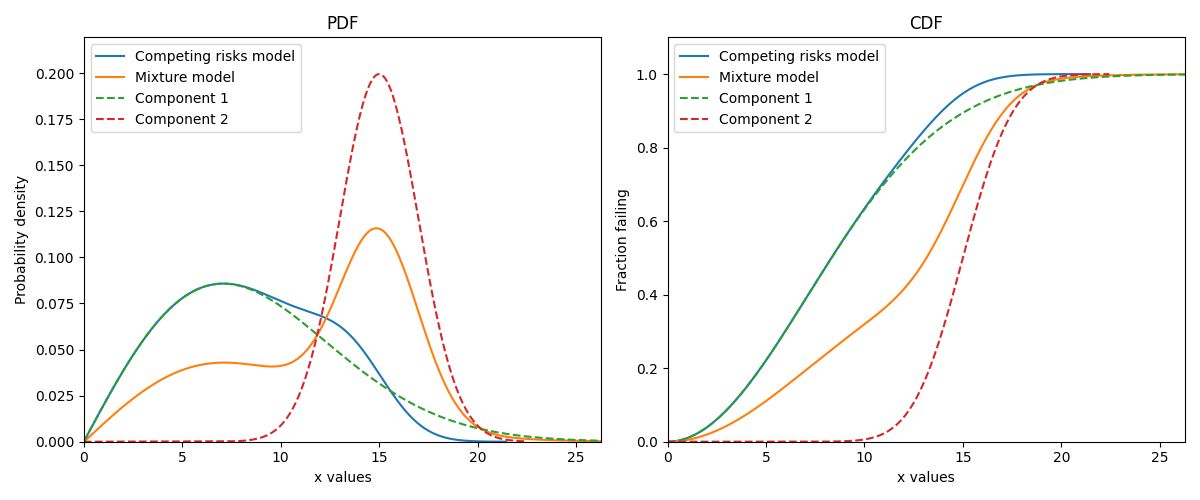 PDF
Competing risks model
Mixture model
Component 1
Component 2
Probability density
0.200
0.175
0.150
0.125
0.100
0.075
0.050
0.025
0.000
0 5 10 15 20 25
x values
CDF
Competing risks model
Mixture model
Component 1
Component 2
Fraction failing
1.0
0.8
0.6
0.4
0.2
0.0
0 5 10 15 20 25
x values